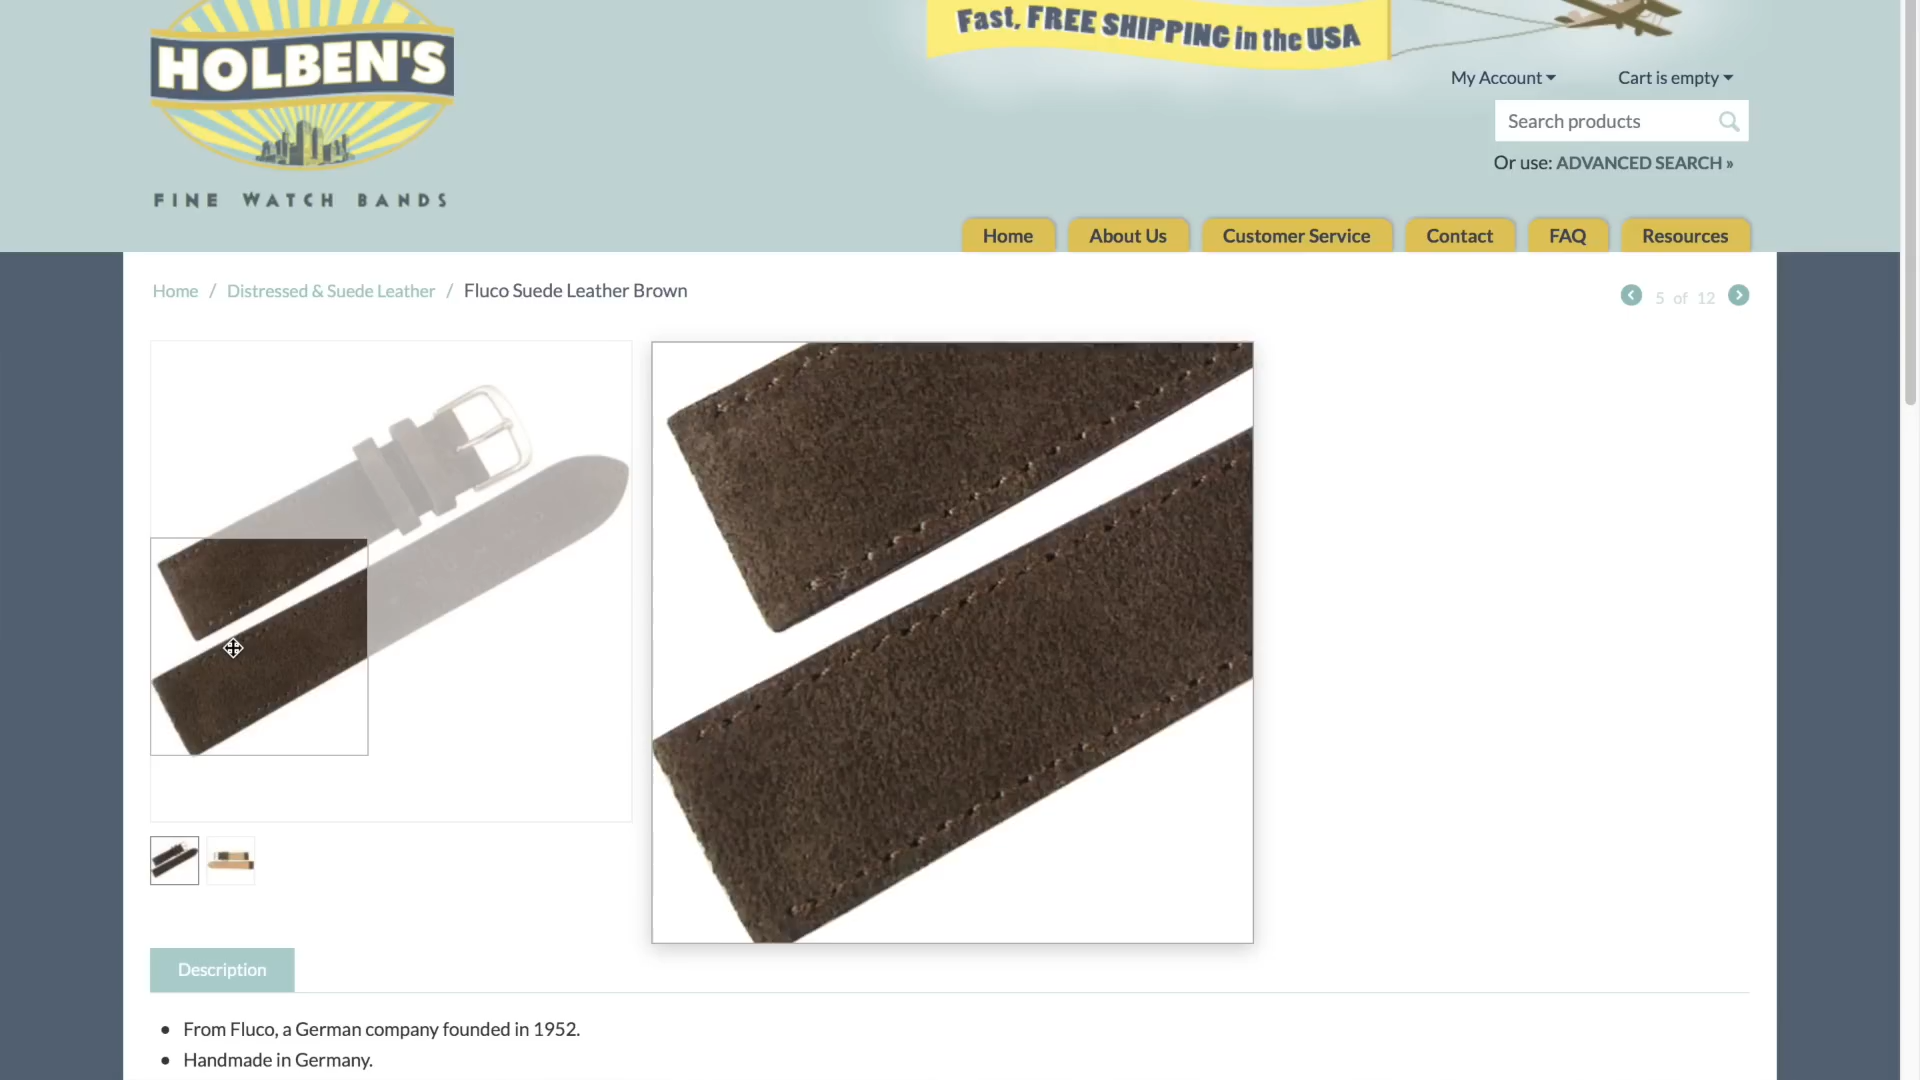 Fast, FREE SHIPPING in the USA
HOLBEN'S
FINE WATCH BANDS
My Account
Cart is empty
Search products
Or use: ADVANCED SEARCH »
Home
About Us
Customer Service
Contact
FAQ
Resources
Home / Distressed & Suede Leather / Fluco Suede Leather Brown
5 of 12
Description
• From Fluco, a German company founded in 1952.
• Handmade in Germany.